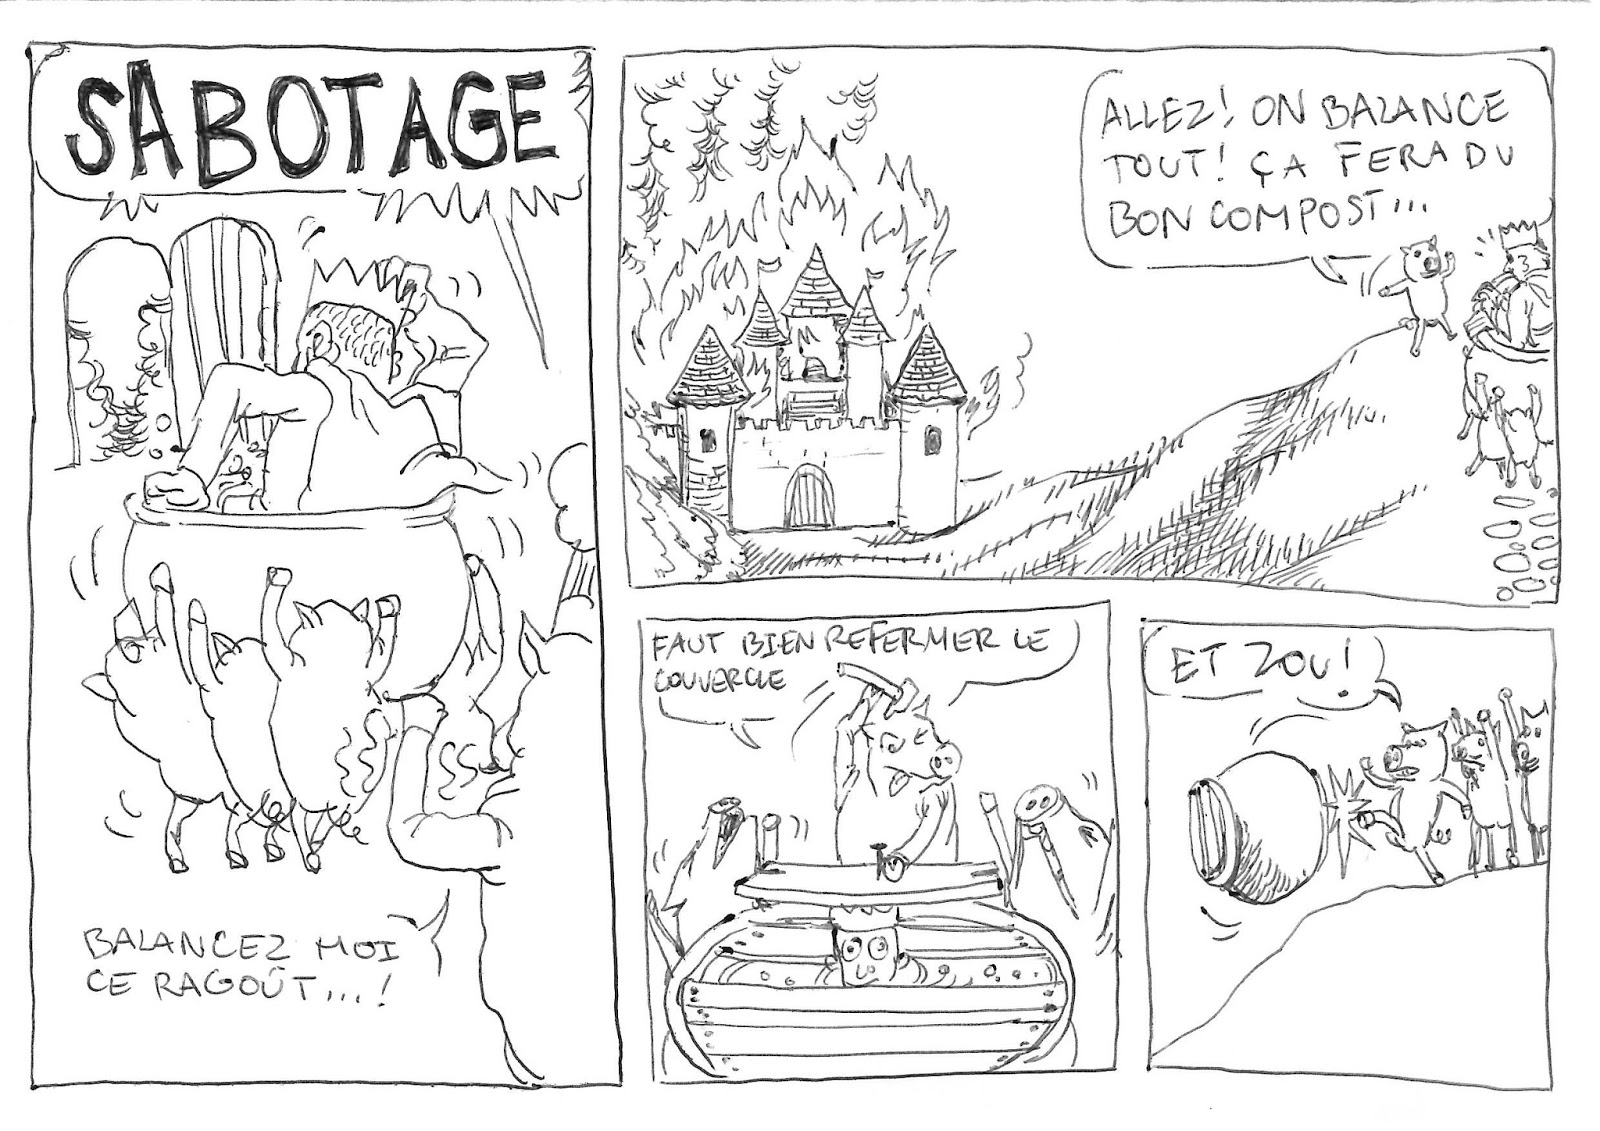 SABOTAGE
BALANCEZ MOI
CE RAGOÛT...!
ALLEZ! ON BALANCE
TOUT! ÇA FERA DU
BON COMPOST...
FAUT BIEN REFERMER LE
COUVERCLE
ET ZOU!